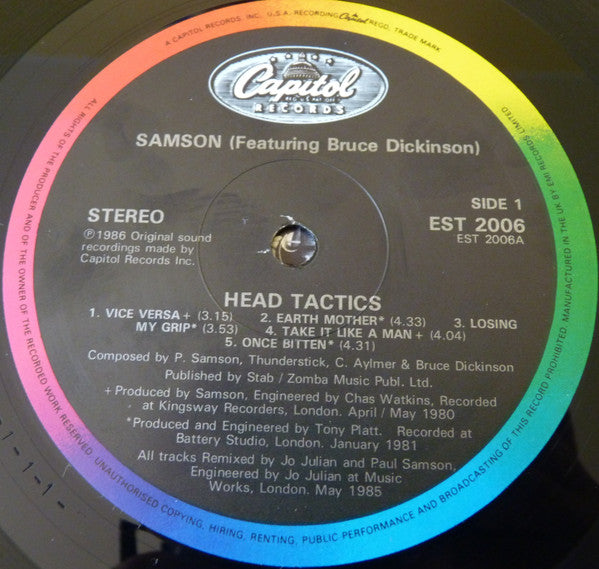 A CAPITOL RECORDS, INC., U.S.A. RECORDING Capitol REGD. TRADE MARK
Capitol
RECORDS
SAMSON (Featuring Bruce Dickinson)
STEREO
SIDE 1
EST 2006
EST 2006A
℗1986 Original sound
recordings made by
Capitol Records Inc.
HEAD TACTICS
1. VICE VERSA + (3.15) 2. EARTH MOTHER* (4.33) 3. LOSING
MY GRIP* (3.53) 4. TAKE IT LIKE A MAN + (4.04)
5. ONCE BITTEN* (4.31)
Composed by P. Samson, Thunderstick, C. Aylmer & Bruce Dickinson
Published by Stab / Zomba Music Publ. Ltd.
+ Produced by Samson, Engineered by Chas Watkins, Recorded
at Kingsway Recorders, London. April / May 1980
*Produced and Engineered by Tony Platt. Recorded at
Battery Studio, London. January 1981
All tracks Remixed by Jo Julian and Paul Samson,
Engineered by Jo Julian at Music
Works, London. May 1985
ALL RIGHTS OF THE PRODUCER AND OF THE OWNER OF THE RECORDED WORK RESERVED. UNAUTHORISED COPYING, HIRING, RENTING, PUBLIC PERFORMANCE AND BROADCASTING OF THIS RECORD PROHIBITED. MANUFACTURED IN THE UK BY EMI RECORDS LIMITED
1-1-1-